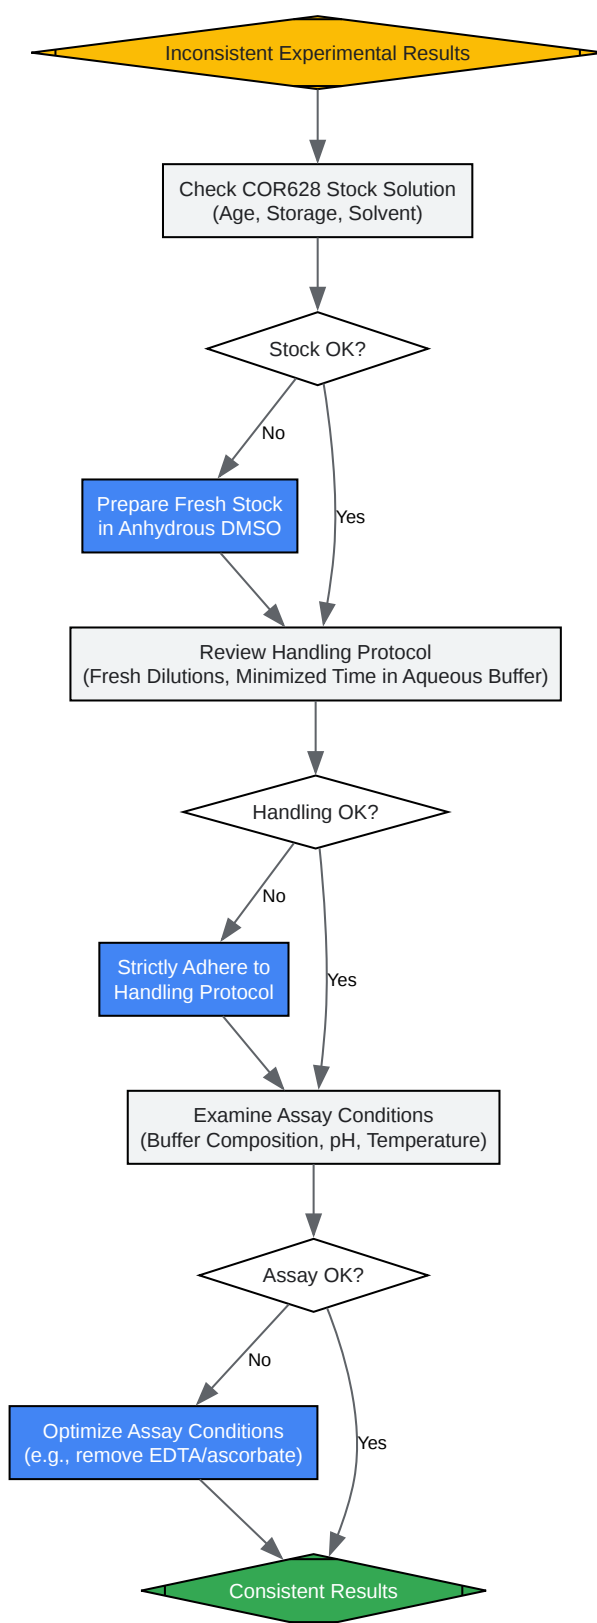 Inconsistent Experimental Results
Check COR628 Stock Solution
(Age, Storage, Solvent)
Stock OK?
No
Yes
Prepare Fresh Stock
in Anhydrous DMSO
Review Handling Protocol
(Fresh Dilutions, Minimized Time in Aqueous Buffer)
Handling OK?
No
Yes
Strictly Adhere to
Handling Protocol
Examine Assay Conditions
(Buffer Composition, pH, Temperature)
Assay OK?
No
Yes
Optimize Assay Conditions
(e.g., remove EDTA/ascorbate)
Consistent Results